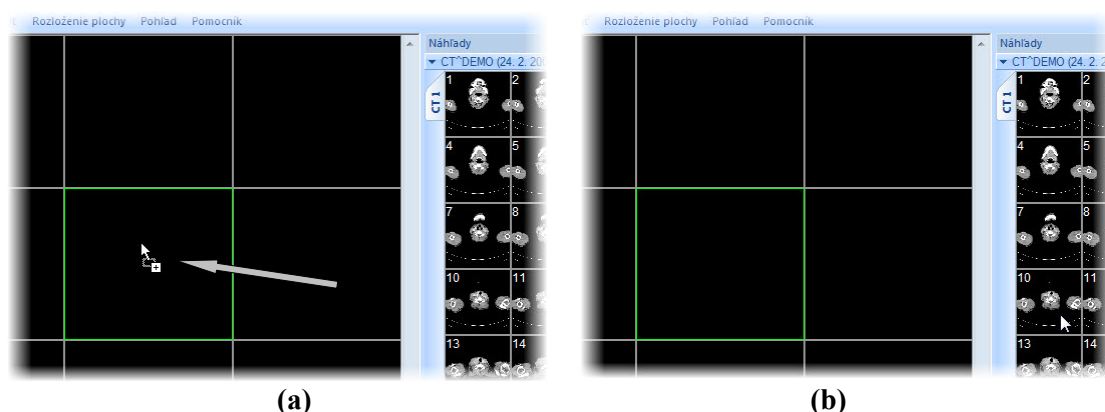 Rozloženie plochy Pohľad Pomocník
Náhľady
CT^DEMO (24. 2. 200
CT 1
1 2
4 5
7 8
10 11
13 14
(a)
Rozloženie plochy Pohľad Pomocník
Náhľady
CT^DEMO (24. 2. 2
CT 1
1 2
4 5
7 8
10 11
13 14
(b)